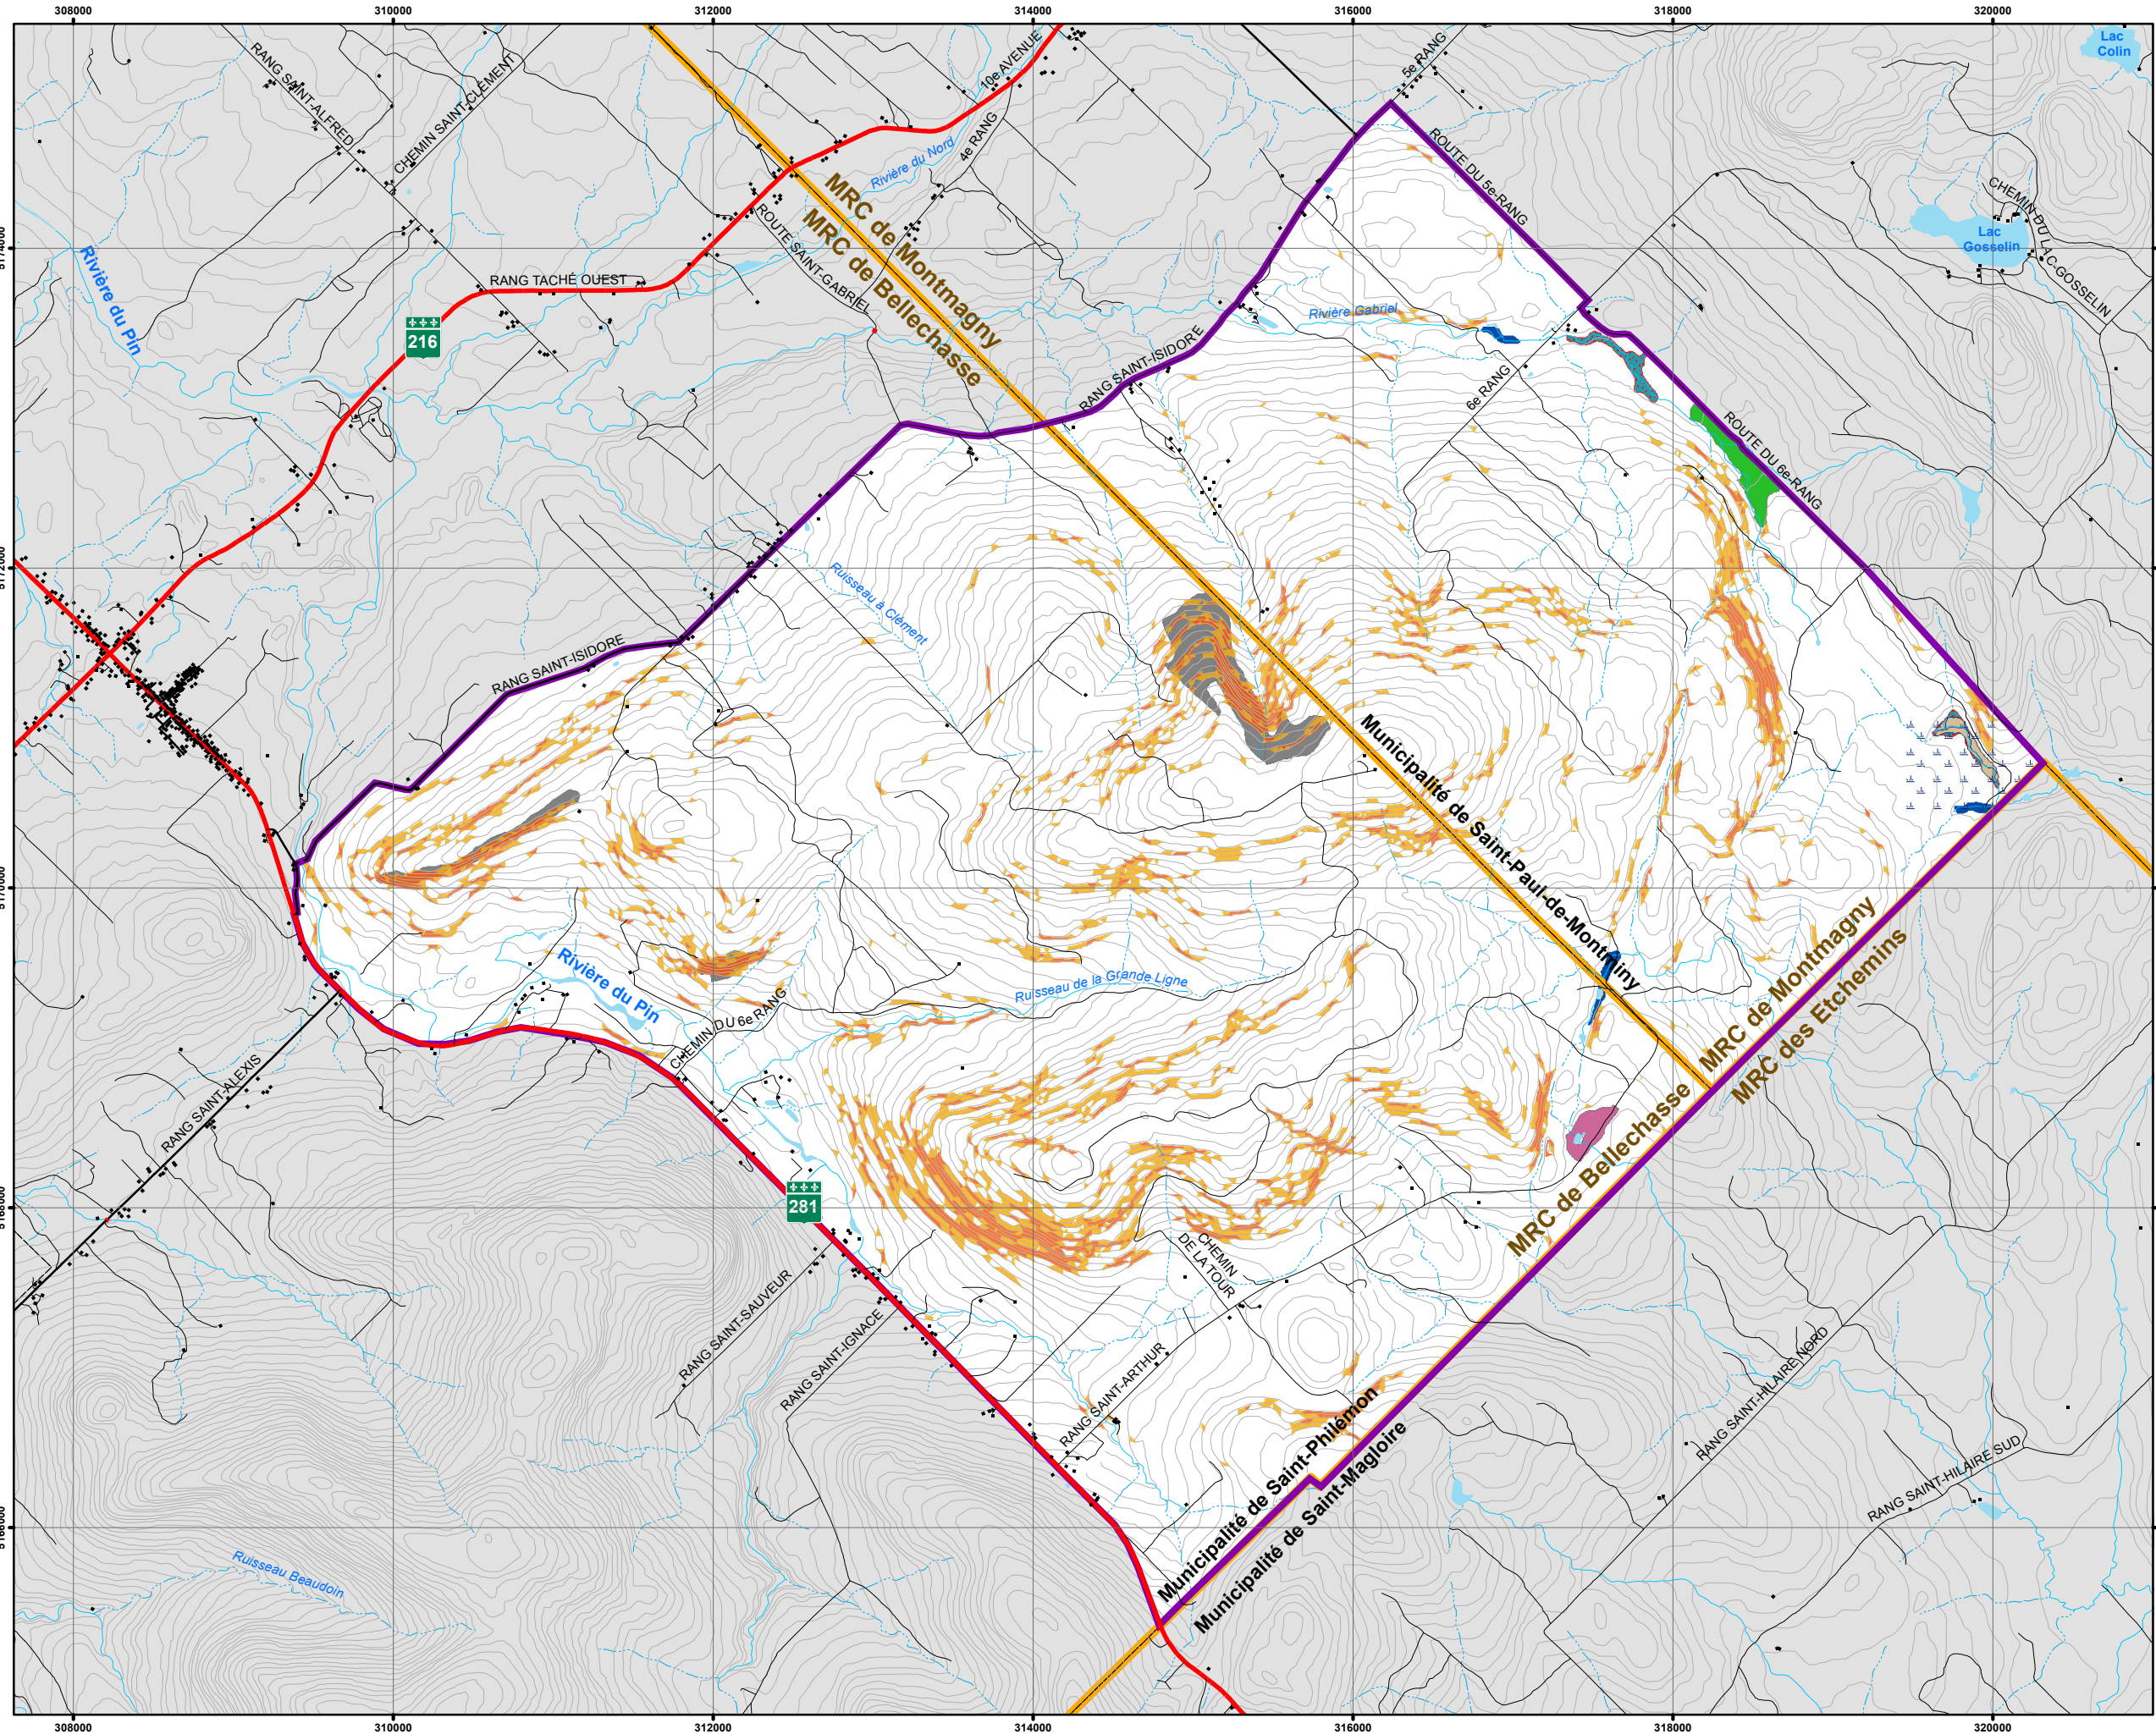 308000
310000
312000
314000
316000
318000
320000
RANG SAINT-ALFRED
CHEMIN SAINT-CLÉMENT
10e AVENUE
4e RANG
5e RANG
Lac
Colin
Rivière du Nord
ROUTE DU 5e-RANG
CHEMIN DU LAC-GOSSELIN
Lac
Gosselin
MRC de Montmagny
MRC de Bellechasse
ROUTE SAINT-GABRIEL
Rivière du Pin
RANG TACHÉ OUEST
216
Rivière Gabriel
RANG SAINT-ISIDORE
6e RANG
ROUTE DU 6e-RANG
Ruisseau à Clément
RANG SAINT-ISIDORE
Municipalité de Saint-Paul-de-Montminy
Rivière du Pin
Ruisseau de la Grande Ligne
CHEMIN DU 6e RANG
MRC de Montmagny
MRC des Etchemins
RANG SAINT-ALEXIS
MRC de Bellechasse
281
CHEMIN
DE LA TOUR
RANG SAINT-SAUVEUR
RANG SAINT-IGNACE
RANG SAINT-ARTHUR
RANG SAINT-HILAIRE NORD
RANG SAINT-HILAIRE SUD
Municipalité de Saint-Philémon
Municipalité de Saint-Magloire
Ruisseau Beaudoin
308000
310000
312000
314000
316000
318000
320000